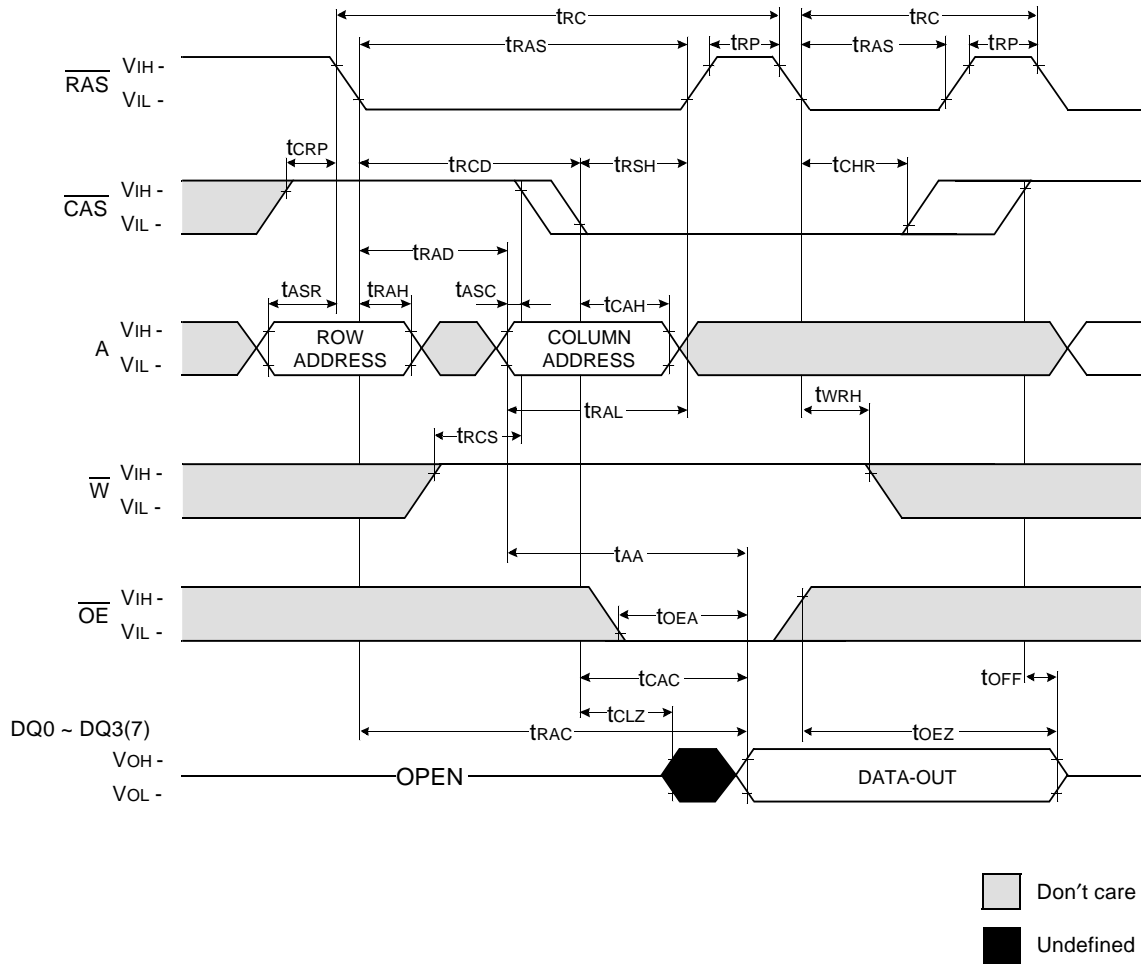 tRC tRC
tRAS tRP tRAS tRP
RAS VIH -
VIL -
tCRP tRCD tRSH tCHR
CAS VIH -
VIL -
tRAD
tASR tRAH tASC tCAH
A VIH -
VIL -
ROW
ADDRESS
COLUMN
ADDRESS
tRAL tWRH
tRCS
W VIH -
VIL -
tAA
OE VIH -
VIL -
tOEA
tCAC tOFF
tCLZ
DQ0 ~ DQ3(7) tRAC tOEZ
VOH -
VOL -
OPEN DATA-OUT
Don′t care
Undefined